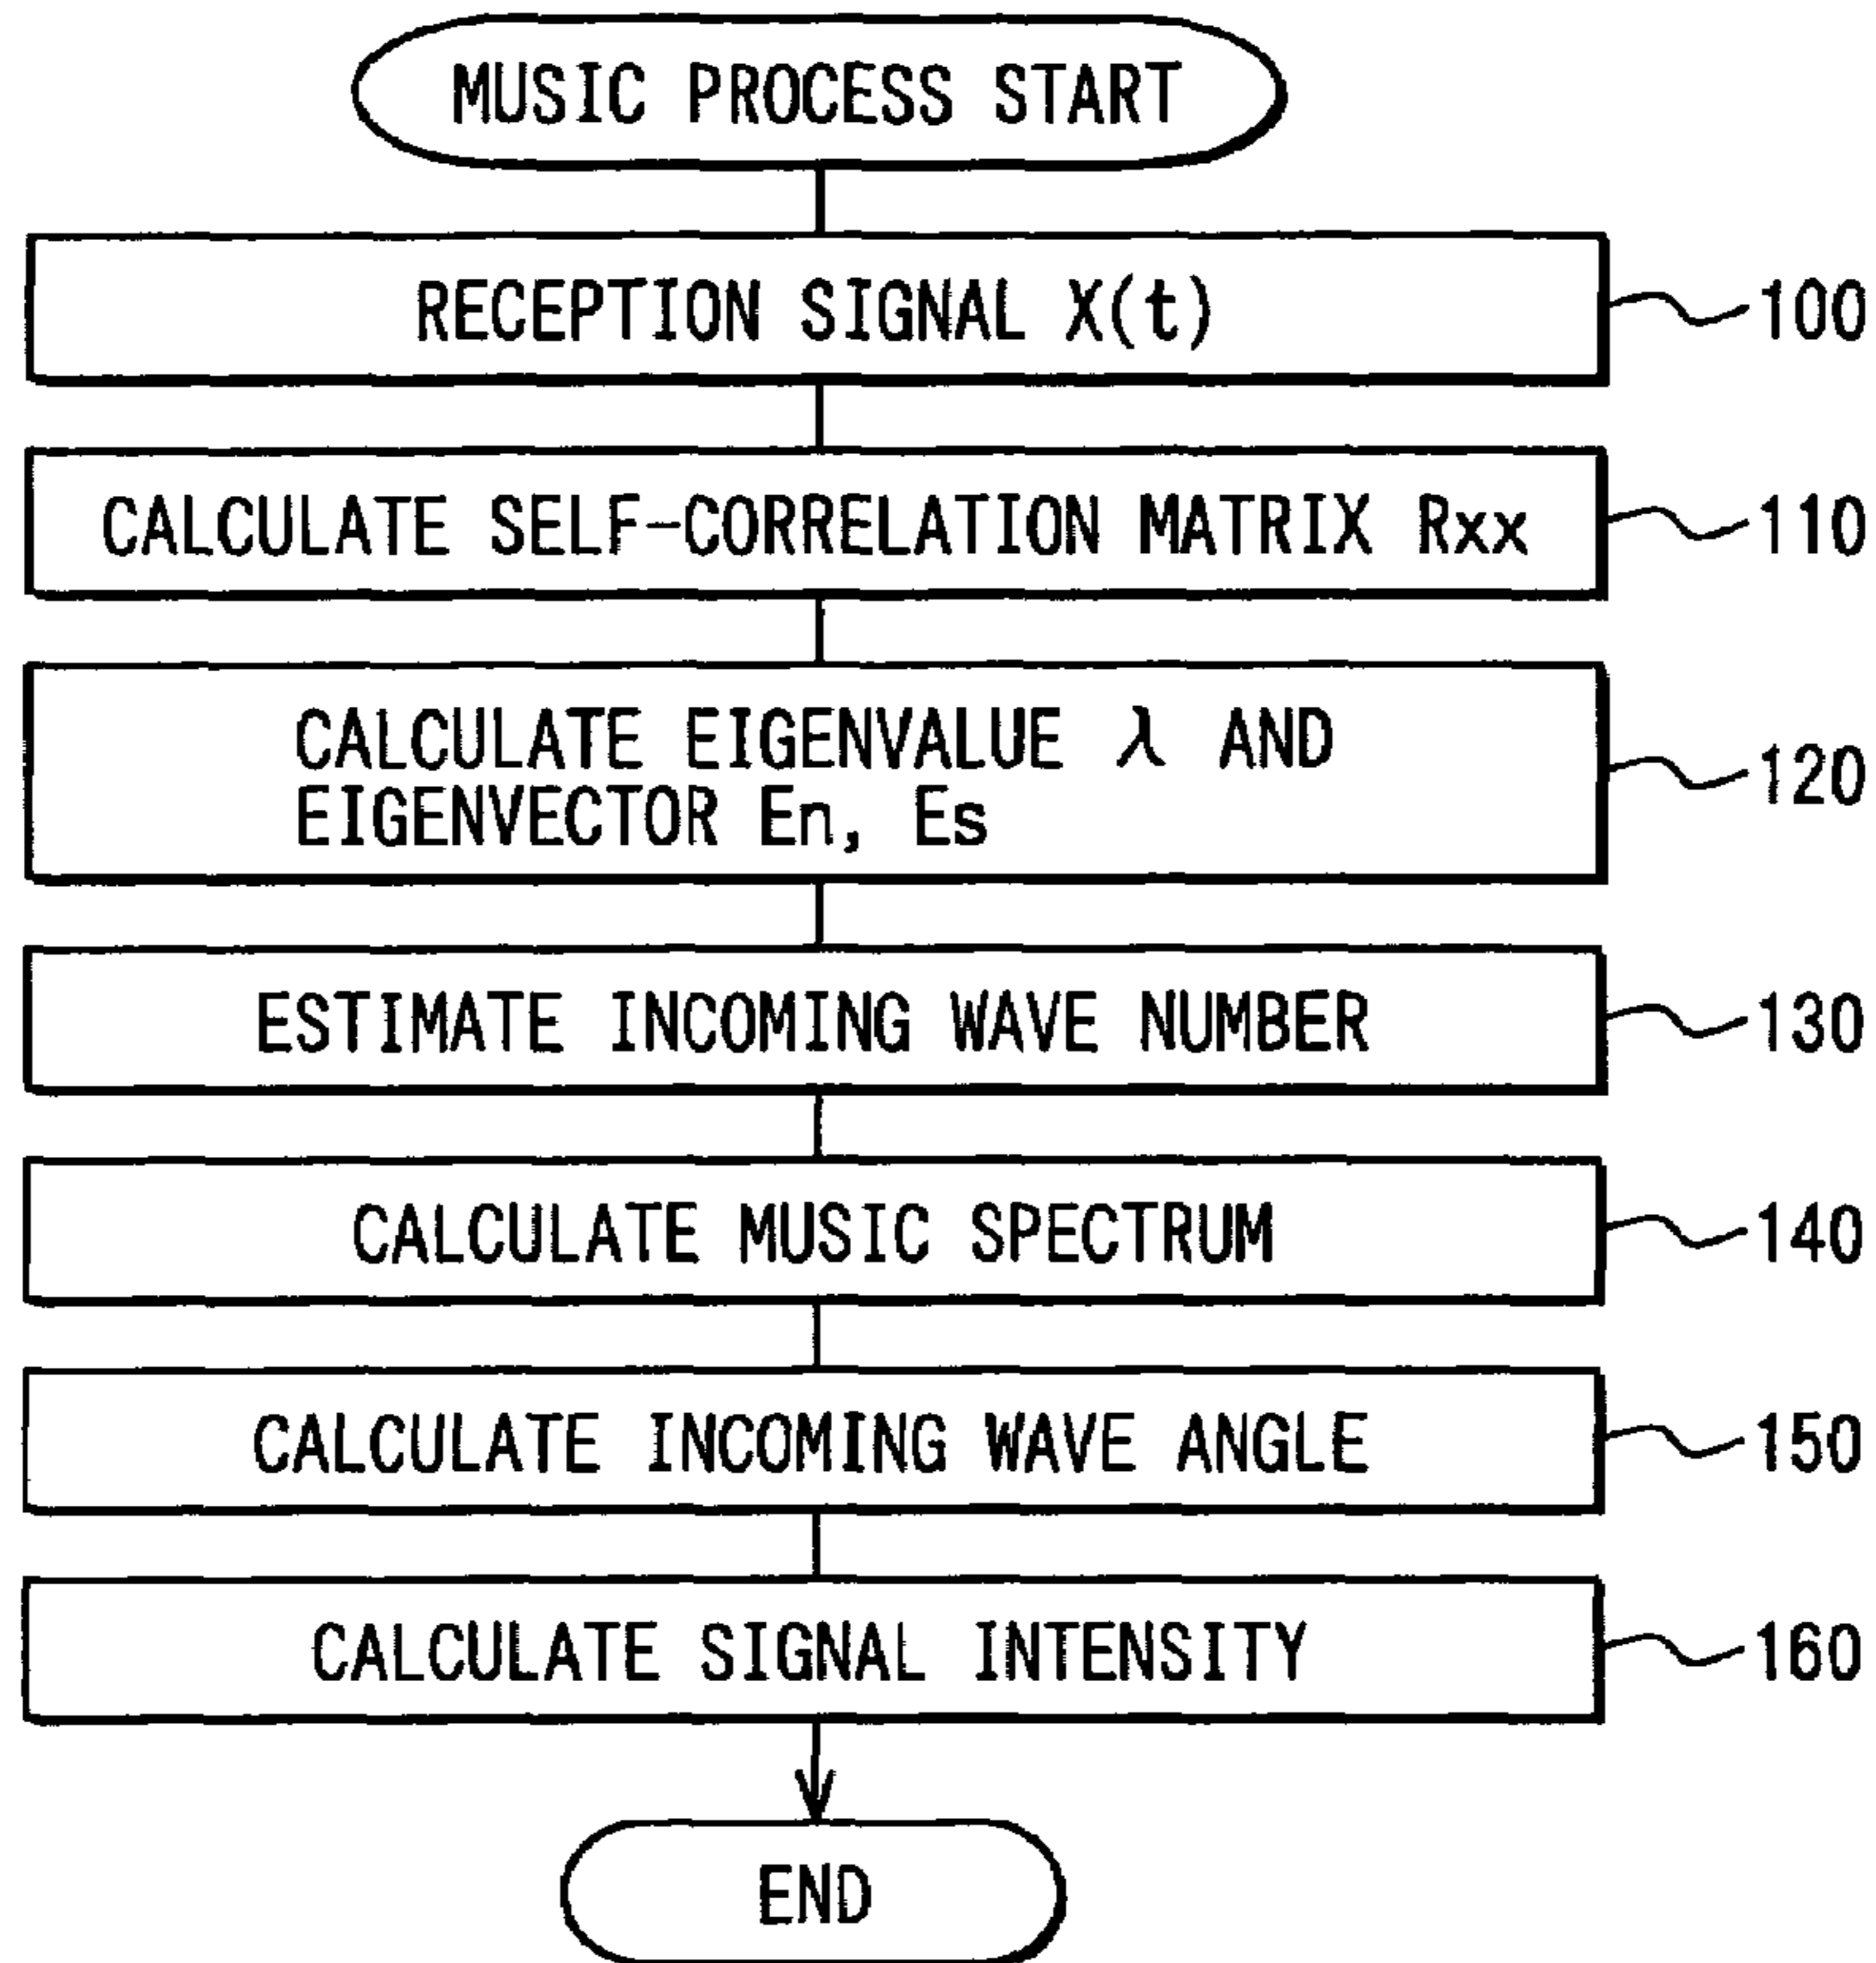 MUSIC PROCESS START
RECEPTION SIGNAL X(t)
100
CALCULATE SELF-CORRELATION MATRIX Rxx
110
CALCULATE EIGENVALUE λ AND
EIGENVECTOR En, Es
120
ESTIMATE INCOMING WAVE NUMBER
130
CALCULATE MUSIC SPECTRUM
140
CALCULATE INCOMING WAVE ANGLE
150
CALCULATE SIGNAL INTENSITY
160
END